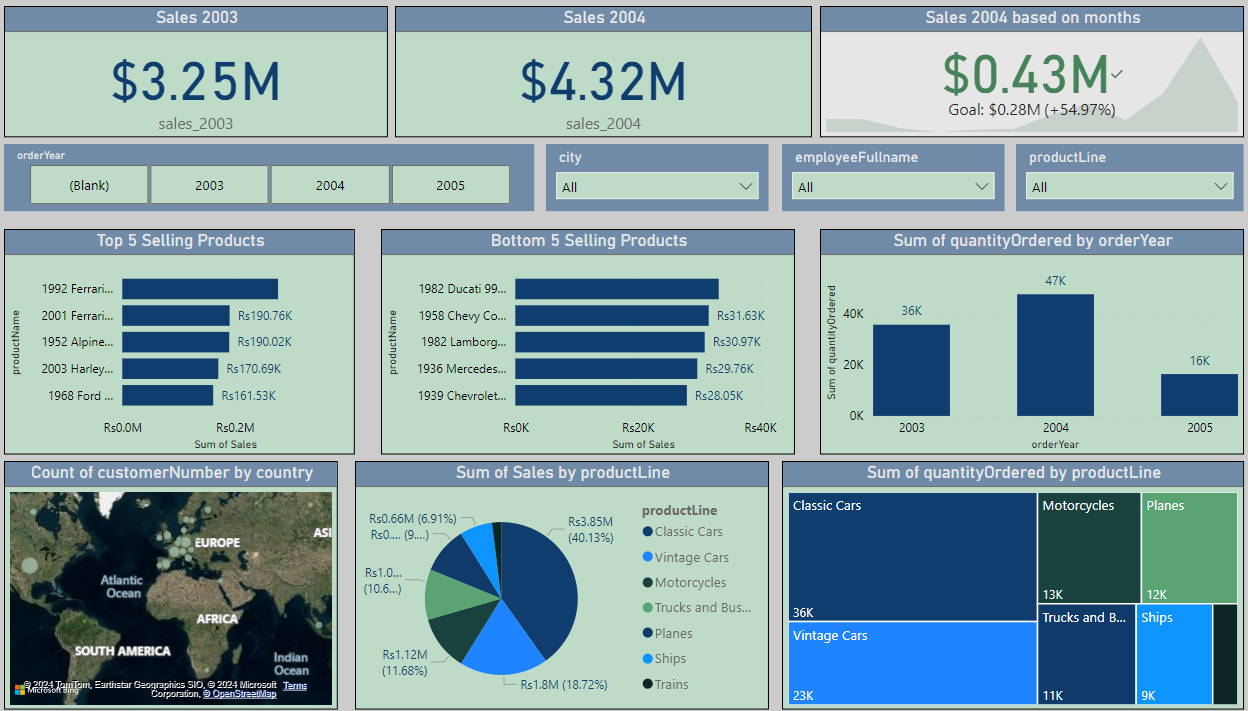 Sales 2003
$3.25M
sales_2003
Sales 2004
$4.32M
sales_2004
Sales 2004 based on months
$0.43M
Goal: $0.28M (+54.97%)
orderYear
(Blank)
2003
2004
2005
city
All
employeeFullname
All
productLine
All
Top 5 Selling Products
productName
1992 Ferrari...
2001 Ferrari... Rs190.76K
1952 Alpine... Rs190.02K
2003 Harley... Rs170.69K
1968 Ford ... Rs161.53K
Rs0.0M Rs0.2M
Sum of Sales
Bottom 5 Selling Products
productName
1982 Ducati 99...
1958 Chevy Co... Rs31.63K
1982 Lamborg... Rs30.97K
1936 Mercedes... Rs29.76K
1939 Chevrolet... Rs28.05K
Rs0K Rs20K Rs40K
Sum of Sales
Sum of quantityOrdered by orderYear
Sum of quantityOrdered
40K
20K
0K
36K
47K
16K
2003 2004 2005
orderYear
Count of customerNumber by country
EUROPE
ASI
Atlantic
Ocean
AFRICA
SOUTH AMERICA
Indian
Ocean
© 2024 TomTom, Earthstar Geographics SIO, © 2024 Microsoft
Corporation, © OpenStreetMap
Terms
Microsoft Bing
Sum of Sales by productLine
Rs0.66M (6.91%)
Rs0.... (9....)
Rs1.0...
(10.6...)
Rs1.12M
(11.68%)
Rs1.8M (18.72%)
Rs3.85M
(40.13%)
productLine
Classic Cars
Vintage Cars
Motorcycles
Trucks and Bus...
Planes
Ships
Trains
Sum of quantityOrdered by productLine
Classic Cars
36K
Vintage Cars
23K
Motorcycles
13K
Planes
12K
Trucks and B...
11K
Ships
9K